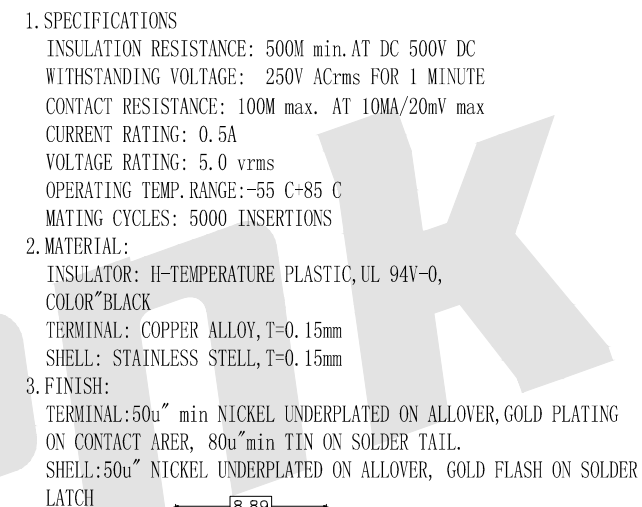 1.SPECIFICATIONS
INSULATION RESISTANCE: 500M min.AT DC 500V DC
WITHSTANDING VOLTAGE: 250V ACrms FOR 1 MINUTE
CONTACT RESISTANCE: 100M max. AT 10MA/20mV max
CURRENT RATING: 0.5A
VOLTAGE RATING: 5.0 vrms
OPERATING TEMP.RANGE:-55 C+85 C
MATING CYCLES: 5000 INSERTIONS
2.MATERIAL:
INSULATOR: H-TEMPERATURE PLASTIC,UL 94V-0,
COLOR"BLACK
TERMINAL: COPPER ALLOY,T=0.15mm
SHELL: STAINLESS STELL,T=0.15mm
3.FINISH:
TERMINAL:50u" min NICKEL UNDERPLATED ON ALLOVER,GOLD PLATING
ON CONTACT ARER, 80u"min TIN ON SOLDER TAIL.
SHELL:50u" NICKEL UNDERPLATED ON ALLOVER, GOLD FLASH ON SOLDER
LATCH
8.89
nk